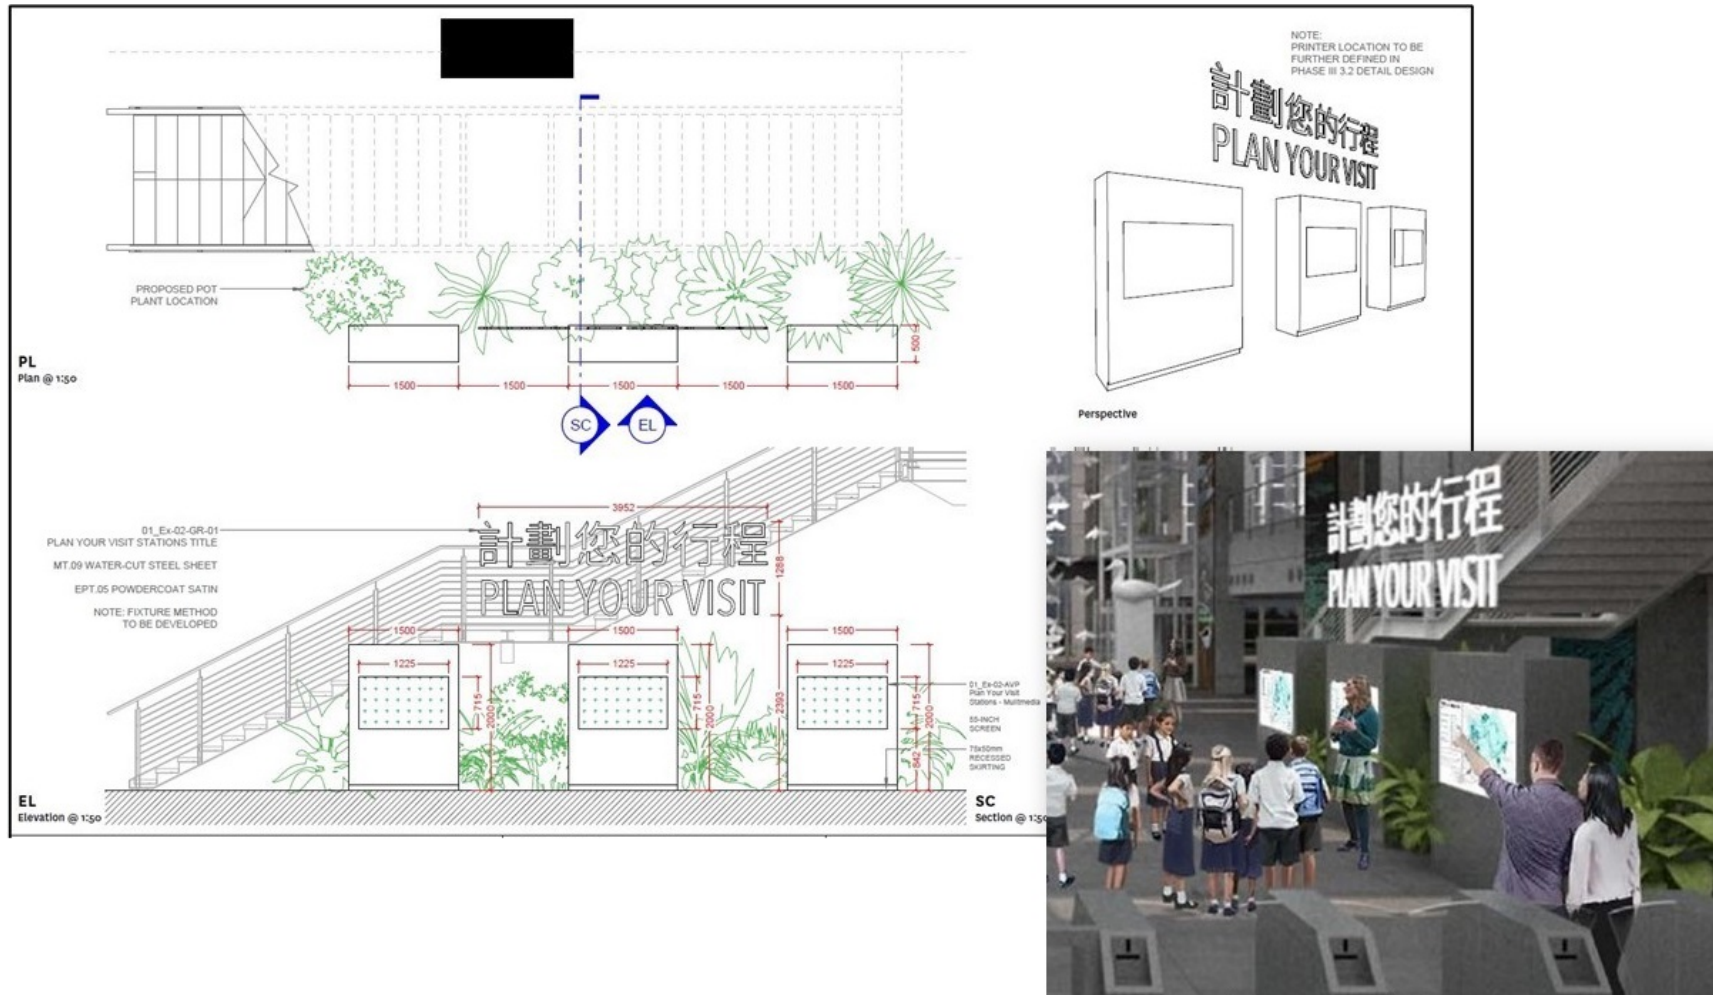 NOTE:
PRINTER LOCATION TO BE
FURTHER DEFINED IN
PHASE III 3.2 DETAIL DESIGN
計劃您的行程
PLAN YOUR VISIT
Perspective
PROPOSED POT
PLANT LOCATION
500
1500
1500
1500
1500
1500
PL
Plan @ 1:50
SC
EL
3952
01_Ex-02-GR-01
PLAN YOUR VISIT STATIONS TITLE
MT.09 WATER-CUT STEEL SHEET
EPT.05 POWDERCOAT SATIN
NOTE: FIXTURE METHOD
TO BE DEVELOPED
計劃您的行程
PLAN YOUR VISIT
1288
1500
1500
1500
1225
1225
1225
715
2000
715
2000
2393
715
2000
842
01_Ex-02-AVP
Plan Your Visit
Stations - Multimedia
55-INCH
SCREEN
75x50mm
RECESSED
SKIRTING
EL
Elevation @ 1:50
SC
Section @ 1:50
計劃您的行程
PLAN YOUR VISIT